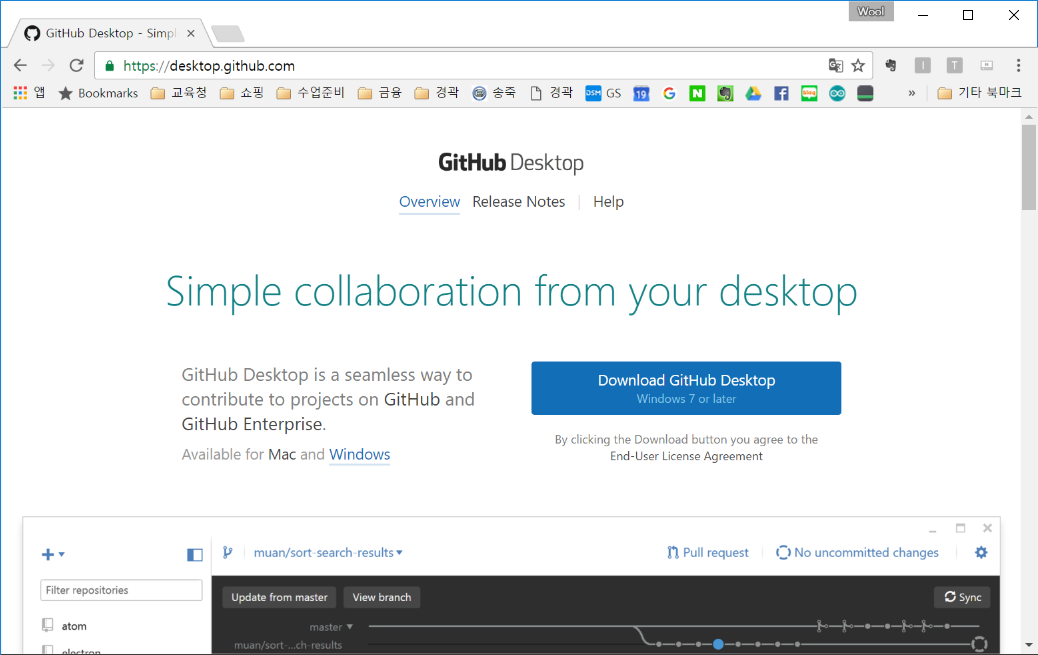 Wool
GitHub Desktop - Simpl
https://desktop.github.com
앱 Bookmarks 교육청 쇼핑 수업준비 금융 경곽 송죽 경곽 DSM GS 19 G N blog f » 기타 북마크
GitHub Desktop
Overview Release Notes Help
Simple collaboration from your desktop
GitHub Desktop is a seamless way to
contribute to projects on GitHub and
GitHub Enterprise.
Available for Mac and Windows
Download GitHub Desktop
Windows 7 or later
By clicking the Download button you agree to the
End-User License Agreement
muan/sort-search-results Pull request No uncommitted changes
Filter repositories
Update from master View branch Sync
atom
master
muan/sort-...ch-results
electron